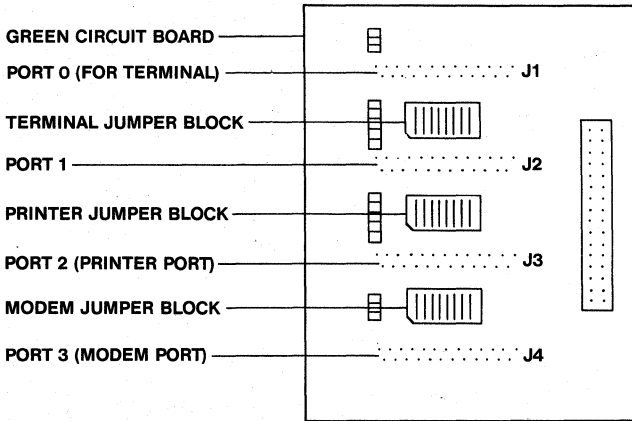 GREEN CIRCUIT BOARD
PORT 0 (FOR TERMINAL) J1
TERMINAL JUMPER BLOCK
PORT 1 J2
PRINTER JUMPER BLOCK
PORT 2 (PRINTER PORT) J3
MODEM JUMPER BLOCK
PORT 3 (MODEM PORT) J4